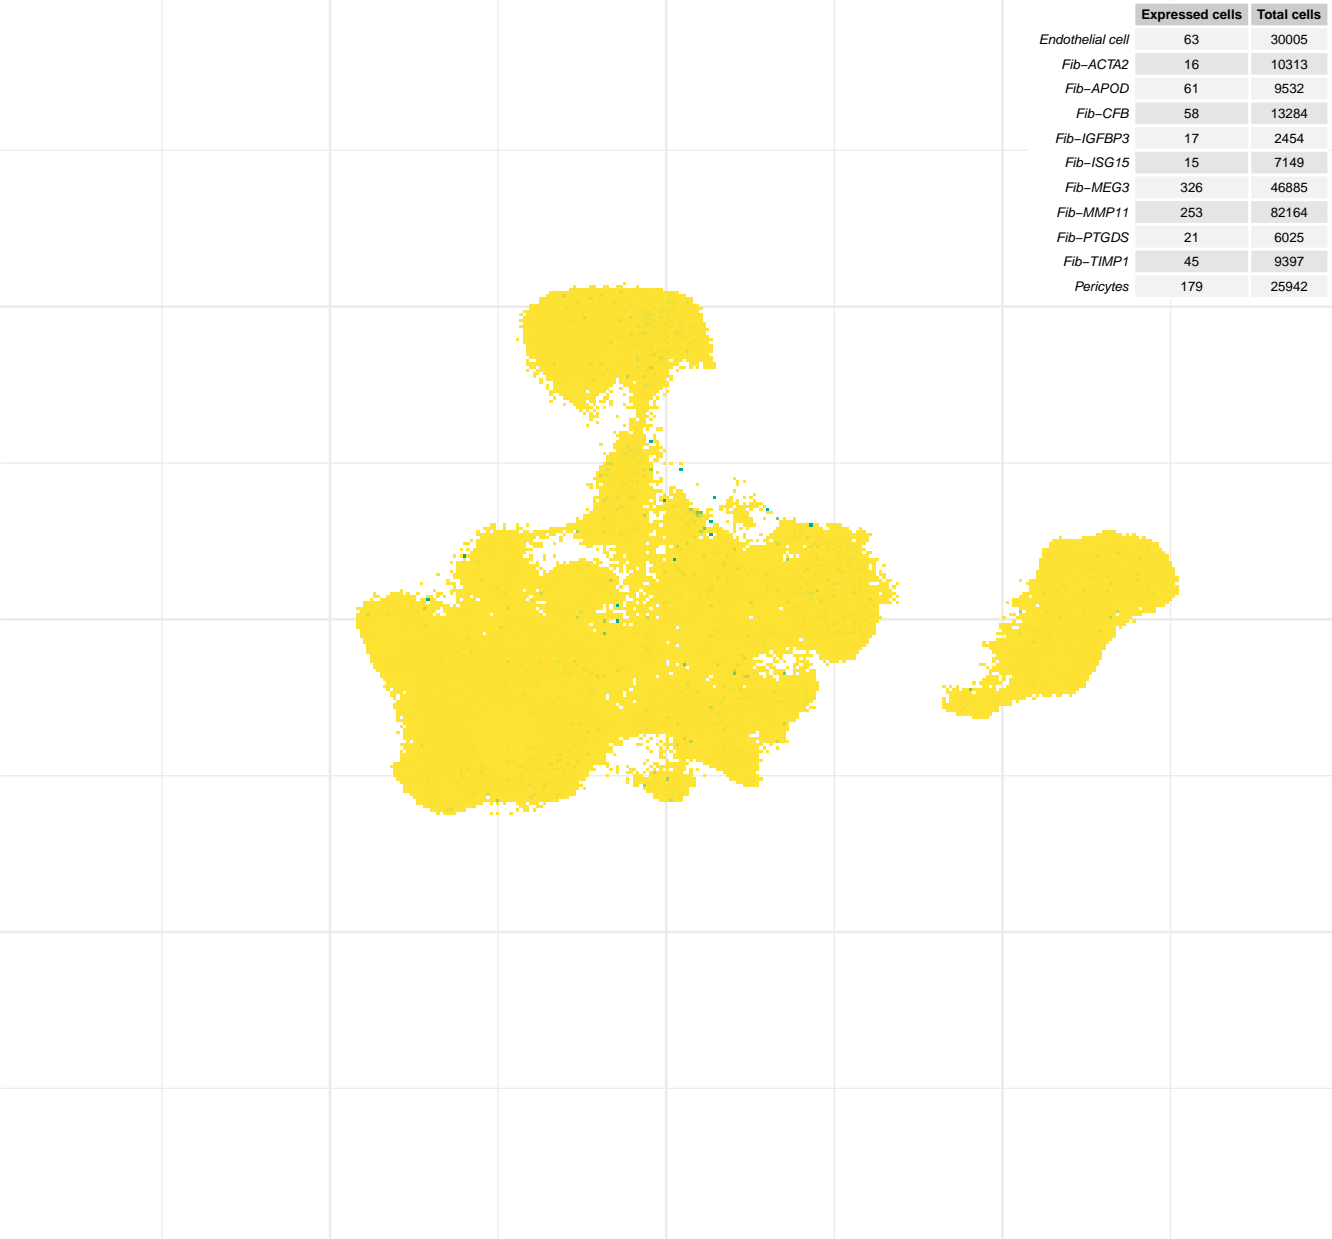 Expressed cells Total cells
Endothelial cell 63 30005
Fib−ACTA2 16 10313
Fib−APOD 61 9532
Fib−CFB 58 13284
Fib−IGFBP3 17 2454
Fib−ISG15 15 7149
Fib−MEG3 326 46885
Fib−MMP11 253 82164
Fib−PTGDS 21 6025
Fib−TIMP1 45 9397
Pericytes 179 25942